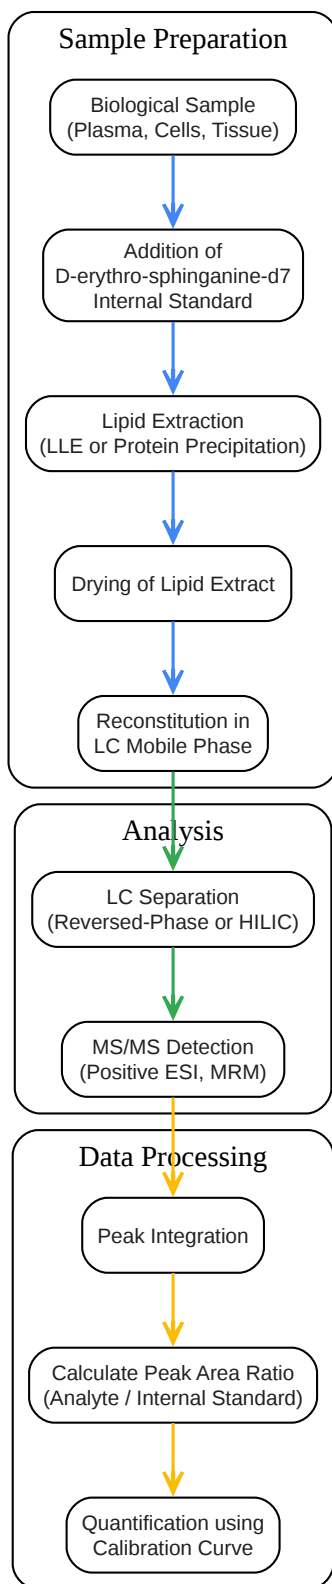 Sample Preparation
Biological Sample
(Plasma, Cells, Tissue)
Addition of
D-erythro-sphinganine-d7
Internal Standard
Lipid Extraction
(LLE or Protein Precipitation)
Drying of Lipid Extract
Reconstitution in
LC Mobile Phase
Analysis
LC Separation
(Reversed-Phase or HILIC)
MS/MS Detection
(Positive ESI, MRM)
Data Processing
Peak Integration
Calculate Peak Area Ratio
(Analyte / Internal Standard)
Quantification using
Calibration Curve